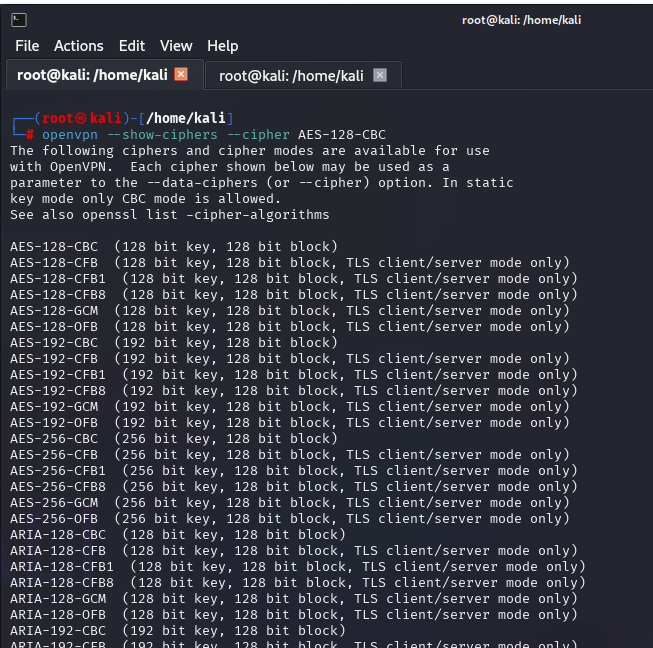 root@kali: /home/kali
File Actions Edit View Help
root@kali: /home/kali root@kali: /home/kali
┌──(root㉿kali)-[/home/kali]
└─# openvpn --show-ciphers --cipher AES-128-CBC
The following ciphers and cipher modes are available for use
with OpenVPN.  Each cipher shown below may be used as a
parameter to the --data-ciphers (or --cipher) option. In static
key mode only CBC mode is allowed.
See also openssl list -cipher-algorithms
AES-128-CBC  (128 bit key, 128 bit block)
AES-128-CFB  (128 bit key, 128 bit block, TLS client/server mode only)
AES-128-CFB1  (128 bit key, 128 bit block, TLS client/server mode only)
AES-128-CFB8  (128 bit key, 128 bit block, TLS client/server mode only)
AES-128-GCM  (128 bit key, 128 bit block, TLS client/server mode only)
AES-128-OFB  (128 bit key, 128 bit block, TLS client/server mode only)
AES-192-CBC  (192 bit key, 128 bit block)
AES-192-CFB  (192 bit key, 128 bit block, TLS client/server mode only)
AES-192-CFB1  (192 bit key, 128 bit block, TLS client/server mode only)
AES-192-CFB8  (192 bit key, 128 bit block, TLS client/server mode only)
AES-192-GCM  (192 bit key, 128 bit block, TLS client/server mode only)
AES-192-OFB  (192 bit key, 128 bit block, TLS client/server mode only)
AES-256-CBC  (256 bit key, 128 bit block)
AES-256-CFB  (256 bit key, 128 bit block, TLS client/server mode only)
AES-256-CFB1  (256 bit key, 128 bit block, TLS client/server mode only)
AES-256-CFB8  (256 bit key, 128 bit block, TLS client/server mode only)
AES-256-GCM  (256 bit key, 128 bit block, TLS client/server mode only)
AES-256-OFB  (256 bit key, 128 bit block, TLS client/server mode only)
ARIA-128-CBC  (128 bit key, 128 bit block)
ARIA-128-CFB  (128 bit key, 128 bit block, TLS client/server mode only)
ARIA-128-CFB1  (128 bit key, 128 bit block, TLS client/server mode only)
ARIA-128-CFB8  (128 bit key, 128 bit block, TLS client/server mode only)
ARIA-128-GCM  (128 bit key, 128 bit block, TLS client/server mode only)
ARIA-128-OFB  (128 bit key, 128 bit block, TLS client/server mode only)
ARIA-192-CBC  (192 bit key, 128 bit block)
ARIA-192-CFB  (192 bit key, 128 bit block, TLS client/server mode only)